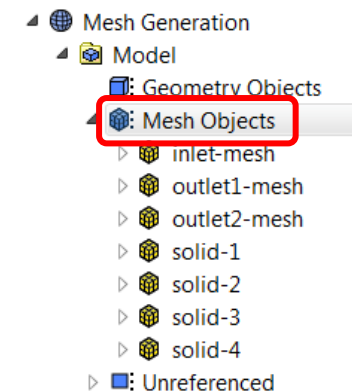 Mesh Generation
Model
Geometry Objects
Mesh Objects
inlet-mesh
outlet1-mesh
outlet2-mesh
solid-1
solid-2
solid-3
solid-4
Unreferenced